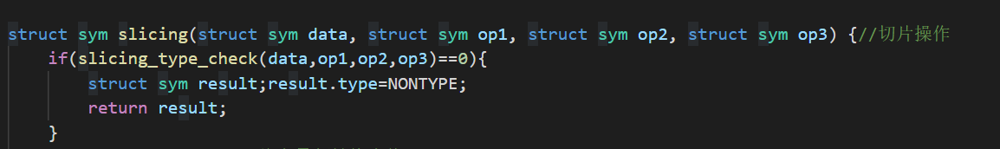 struct sym slicing(struct sym data, struct sym op1, struct sym op2, struct sym op3) {//切片操作
if(slicing_type_check(data,op1,op2,op3)==0){
struct sym result;result.type=NONTYPE;
return result;
}